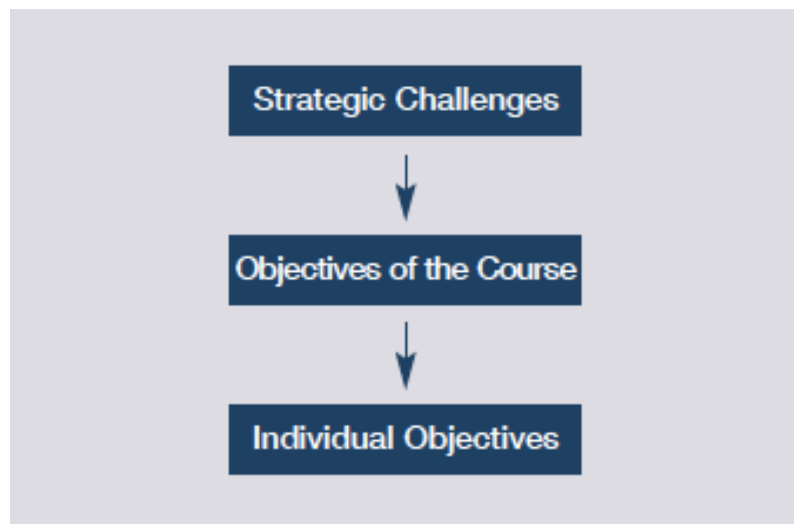 Strategic Challenges
Objectives of the Course
Individual Objectives